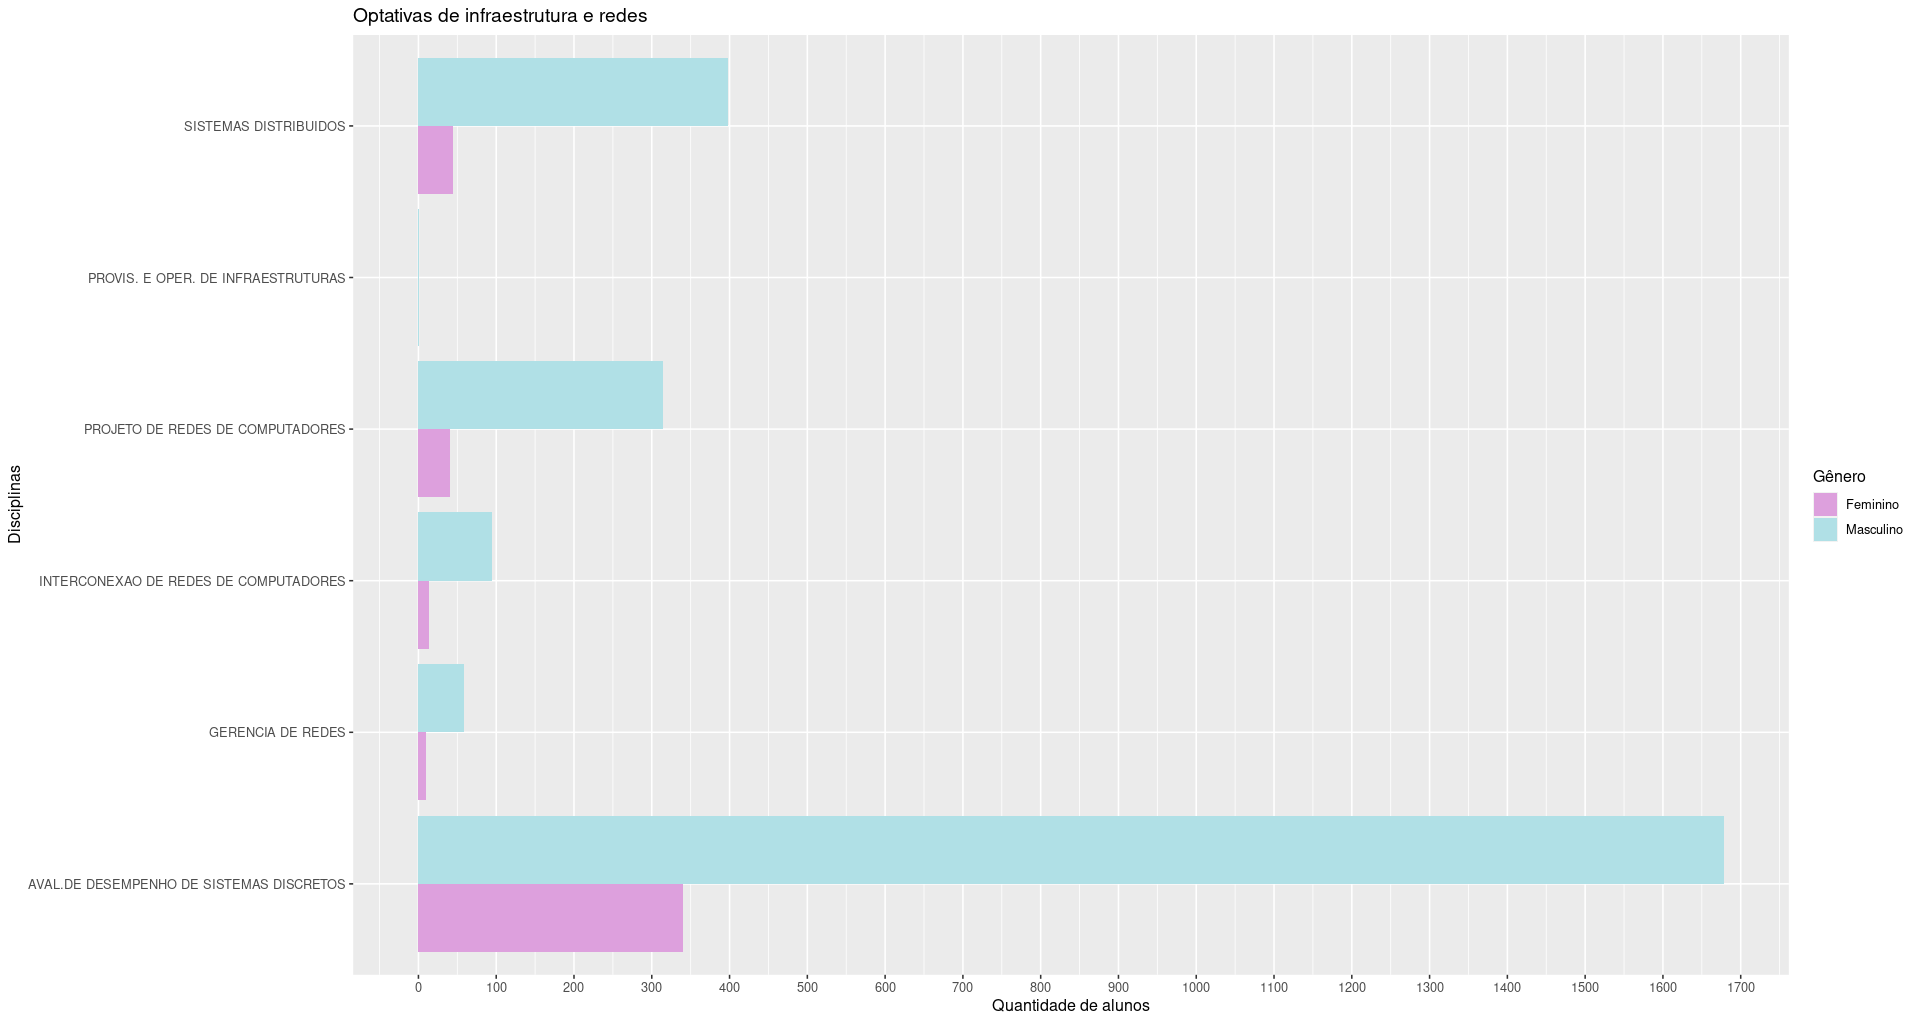 Optativas de infraestrutura e redes
SISTEMAS DISTRIBUIDOS
PROVIS. E OPER. DE INFRAESTRUTURAS
PROJETO DE REDES DE COMPUTADORES
INTERCONEXAO DE REDES DE COMPUTADORES
GERENCIA DE REDES
AVAL.DE DESEMPENHO DE SISTEMAS DISCRETOS
Disciplinas
0 100 200 300 400 500 600 700 800 900 1000 1100 1200 1300 1400 1500 1600 1700
Quantidade de alunos
Gênero
Feminino
Masculino